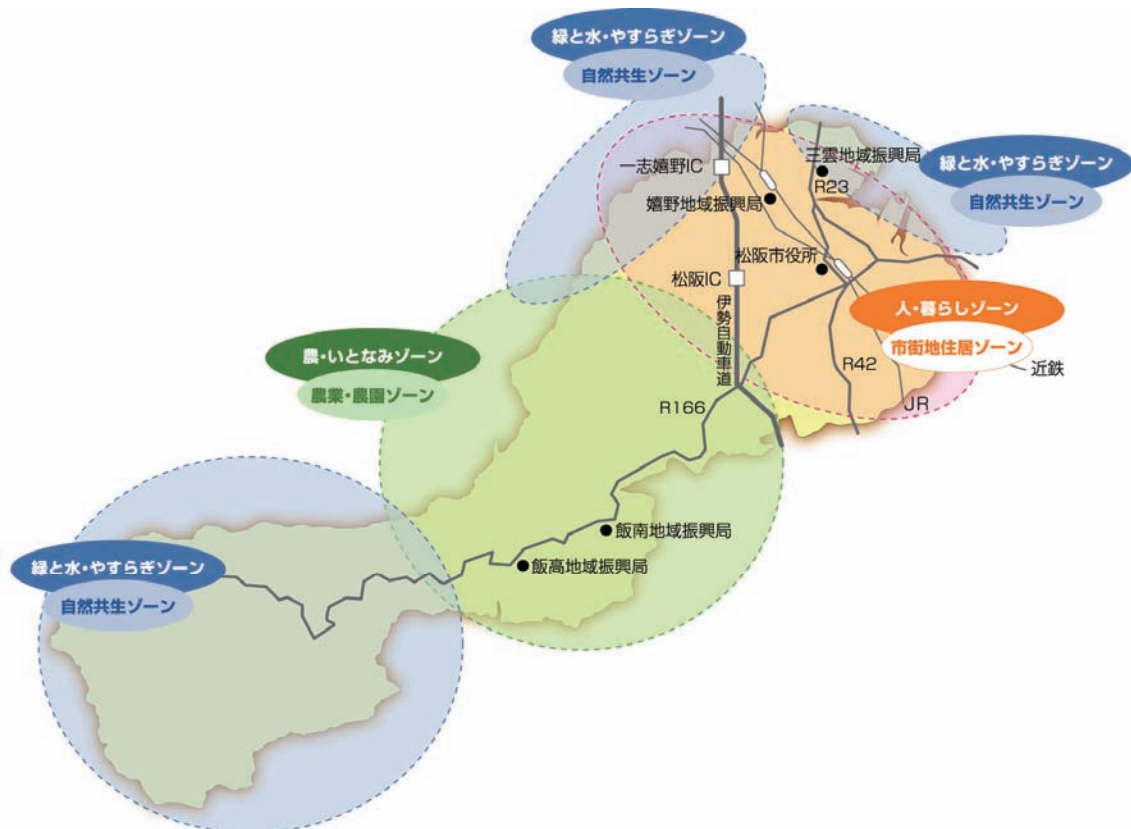 緑と水・やすらぎゾーン
自然共生ゾーン
一志嬉野IC
三雲地域振興局
R23
嬉野地域振興局
緑と水・やすらぎゾーン
自然共生ゾーン
松阪市役所
松阪IC
伊勢自動車道
人・暮らしゾーン
市街地住居ゾーン
近鉄
農・いとなみゾーン
農業・農園ゾーン
R42
JR
R166
飯南地域振興局
飯高地域振興局
緑と水・やすらぎゾーン
自然共生ゾーン